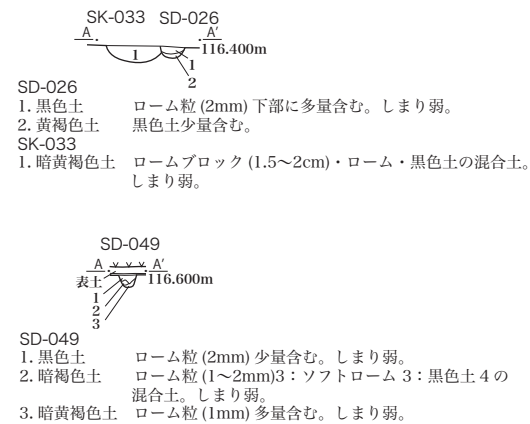 SK-033 SD-026
A A′
116.400m
1
1
2
SD-026
1. 黒色土 ローム粒 (2mm) 下部に多量含む。しまり弱。
2. 黄褐色土 黒色土少量含む。
SK-033
1. 暗黄褐色土 ロームブロック (1.5〜2cm)・ローム・黒色土の混合土。
しまり弱。
SD-049
A A′
表土
116.600m
1
2
3
SD-049
1. 黒色土 ローム粒 (2mm) 少量含む。しまり弱。
2. 暗褐色土 ローム粒 (1〜2mm)3：ソフトローム 3：黒色土 4 の
混合土。しまり弱。
3. 暗黄褐色土 ローム粒 (1mm) 多量含む。しまり弱。